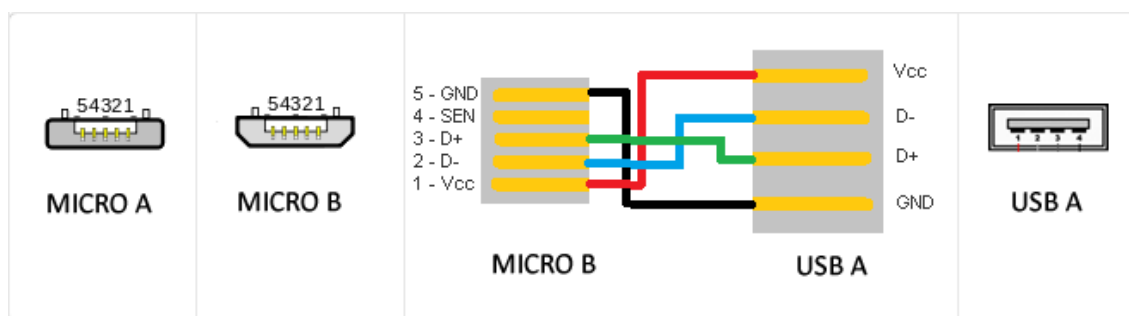 54321
MICRO A
54321
MICRO B
5 - GND
4 - SEN
3 - D+
2 - D-
1 - Vcc
MICRO B
Vcc
D-
D+
GND
USB A
1 2 3 4
USB A